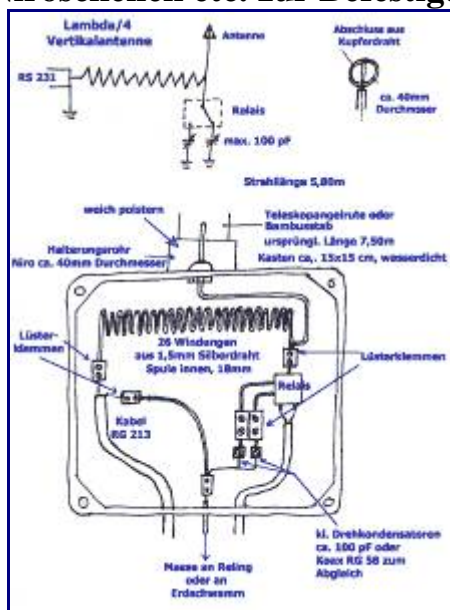 Lambda/4
Vertikalantenne
Antenne
RS 231
Relais
max. 100 pF
Abschluss aus
Kupferdraht
ca. 40mm
Durchmesser
Strahllänge 5,80m
weich polstern
Teleskopangelrute oder
Bambusstab
ursprüngl. Länge 7,50m
Kasten ca. 15x15 cm, wasserdicht
Halterungsrohr
Niro ca. 40mm Durchmesser
Lüster-
klemmen
26 Windungen
aus 1,5mm Silberdraht
Spule innen, 18mm
Lüsterklemmen
Relais
Kabel
RG 213
kl. Drehkondensatoren
ca. 100 pF oder
Koax RG 58 zum
Abgleich
Masse an Reling
oder an
Erdschwamm